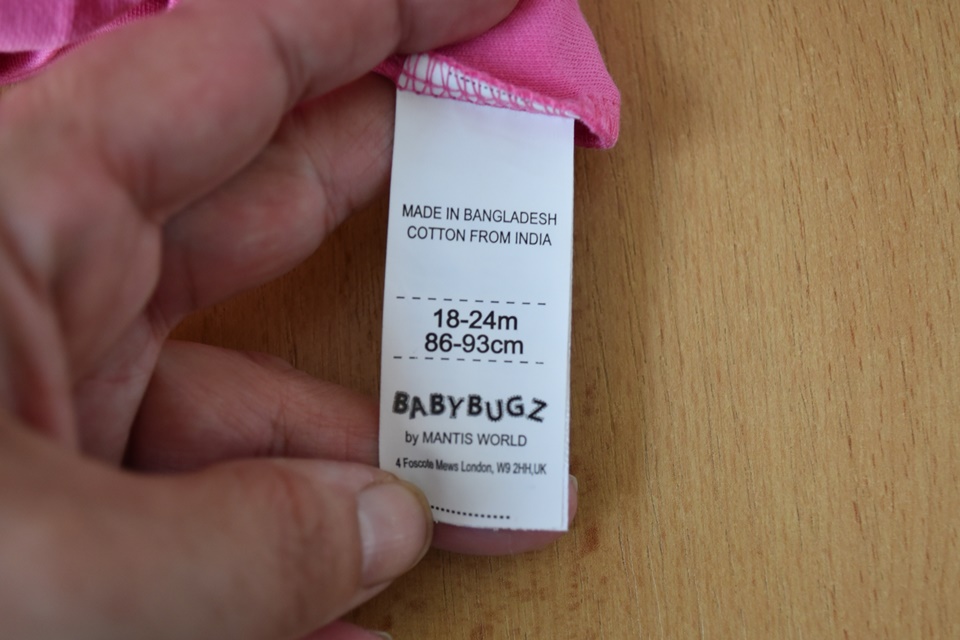 MADE IN BANGLADESH
COTTON FROM INDIA
18-24m
86-93cm
BABYBUGZ
by MANTIS WORLD
4 Foscote Mews London, W9 2HH,UK